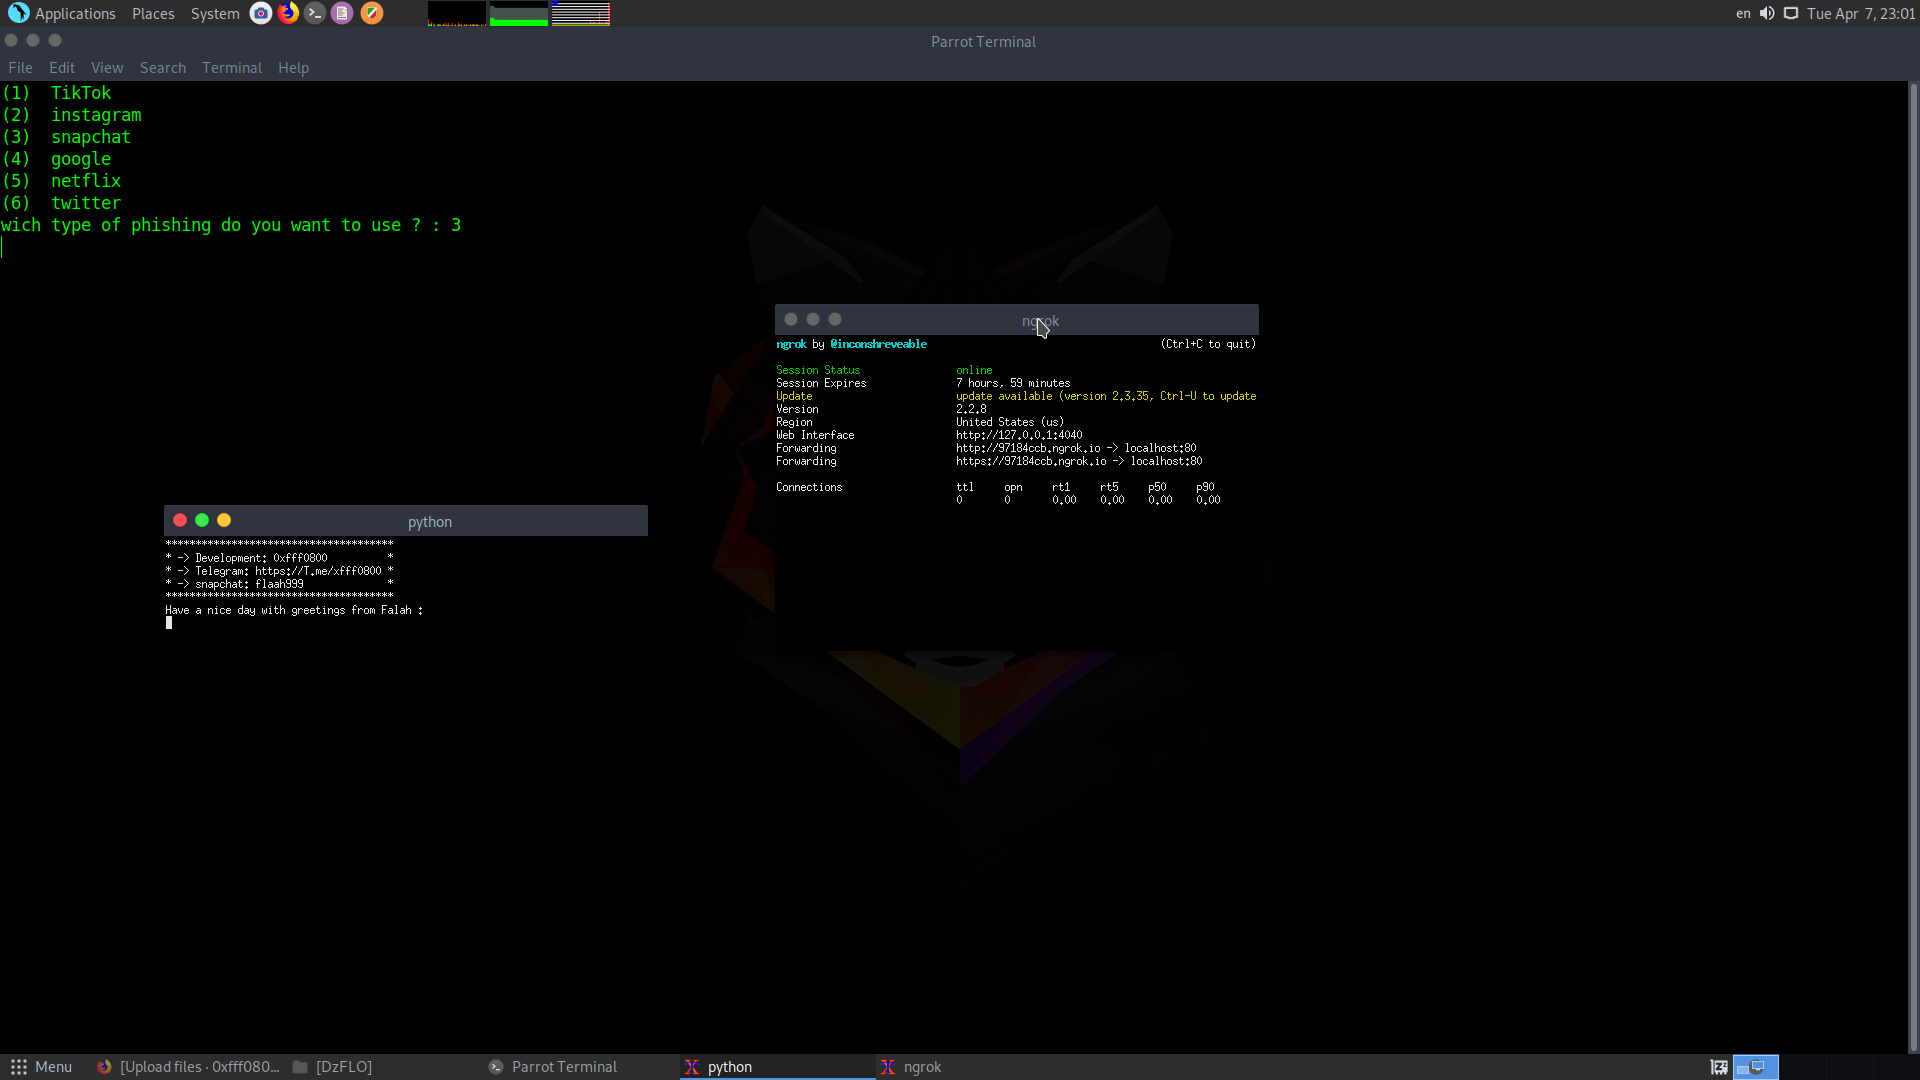 Applications Places System en Tue Apr 7, 23:01
Parrot Terminal
File Edit View Search Terminal Help
(1) TikTok
(2) instagram
(3) snapchat
(4) google
(5) netflix
(6) twitter
wich type of phishing do you want to use ? : 3
ngrok
ngrok by @inconshreveable (Ctrl+C to quit)
Session Status online
Session Expires 7 hours, 59 minutes
Update update available (version 2.3.35, Ctrl-U to update
Version 2.2.8
Region United States (us)
Web Interface http://127.0.0.1:4040
Forwarding http://97184ccb.ngrok.io -> localhost:80
Forwarding https://97184ccb.ngrok.io -> localhost:80
Connections ttl opn rt1 rt5 p50 p90
0 0 0.00 0.00 0.00 0.00
python
**************************************
* -> Development: 0xfff0800 *
* -> Telegram: https://T.me/xfff0800 *
* -> snapchat: flaah999 *
**************************************
Have a nice day with greetings from Falah :
Menu [Upload files · 0xfff080... [DzFLO] Parrot Terminal python ngrok